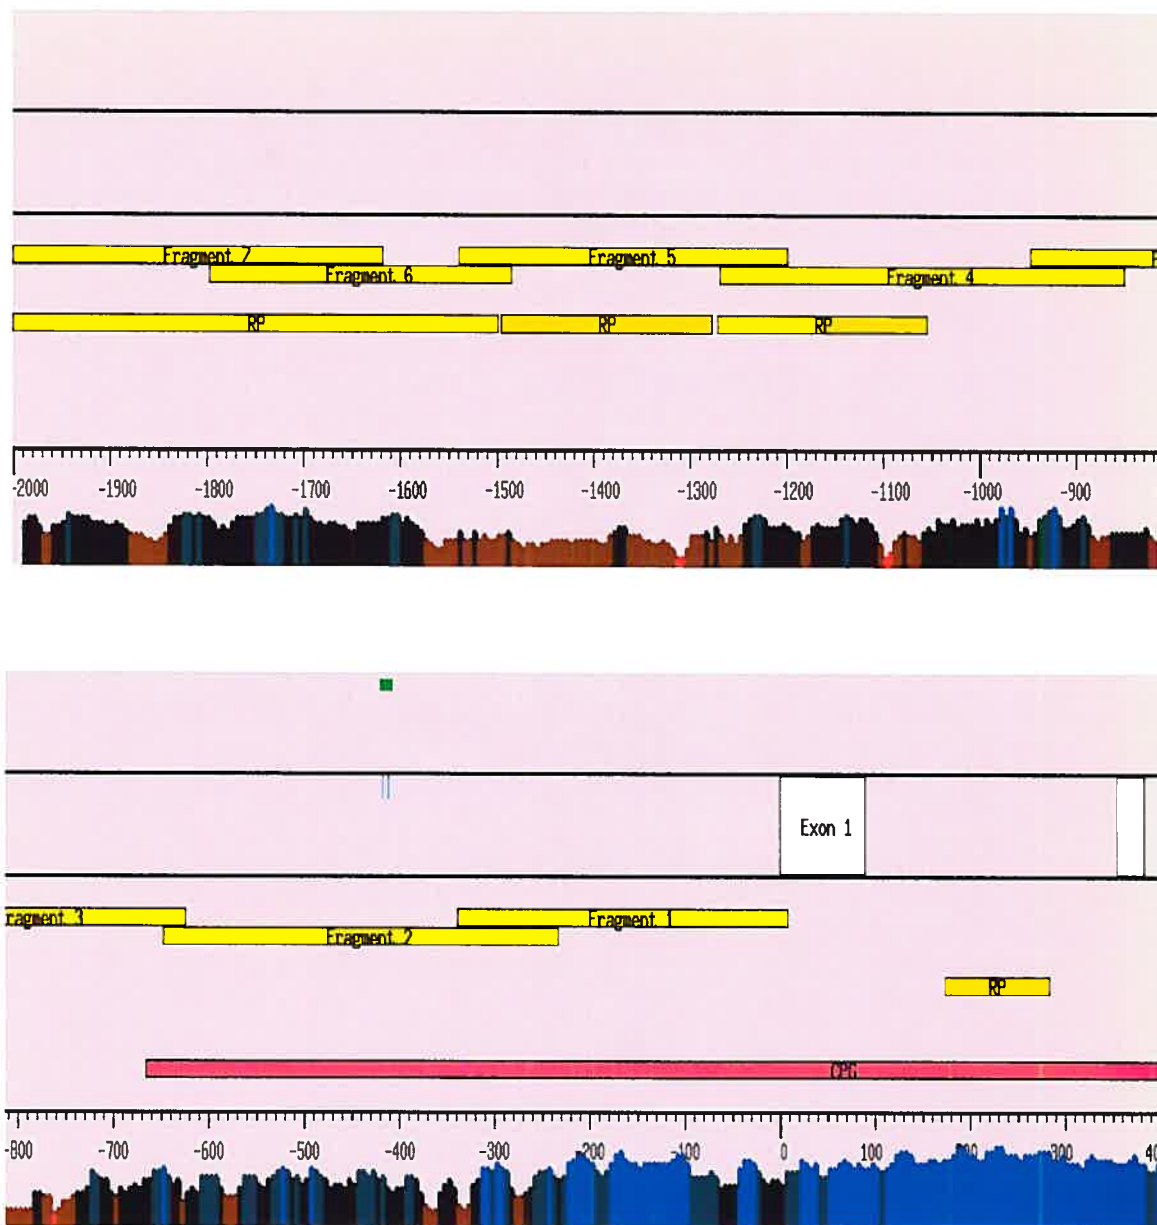 Fragment 7
Fragment 5
F
Fragment 6
Fragment 4
RP
RP
RP
-2000 -1900 -1800 -1700 -1600 -1500 -1400 -1300 -1200 -1100 -1000 -900
Exon 1
ragment 3
Fragment 1
Fragment 2
RP
CPG
-800 -700 -600 -500 -400 -300 -200 -100 0 100 200 300 40